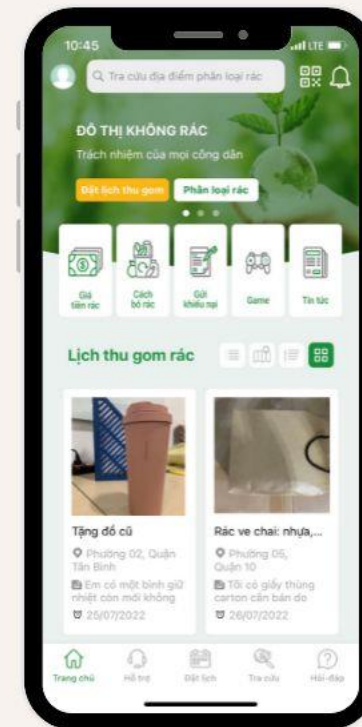 10:45
LTE
Tra cứu địa điểm phân loại rác
ĐÔ THỊ KHÔNG RÁC
Trách nhiệm của mọi công dân
Đặt lịch thu gom
Phân loại rác
Giá
tiền rác
Cách
bỏ rác
Gửi
khiếu nại
Game
Tin tức
Lịch thu gom rác
Tặng đồ cũ
Phường 02, Quận
Tân Bình
Em có một bình giữ
nhiệt còn mới không
25/07/2022
Rác ve chai: nhựa,...
Phường 05,
Quận 10
Tôi có giấy thùng
carton cần bán do
26/07/2022
Trang chủ
Hỗ trợ
Đặt lịch
Tra cứu
Hỏi-đáp